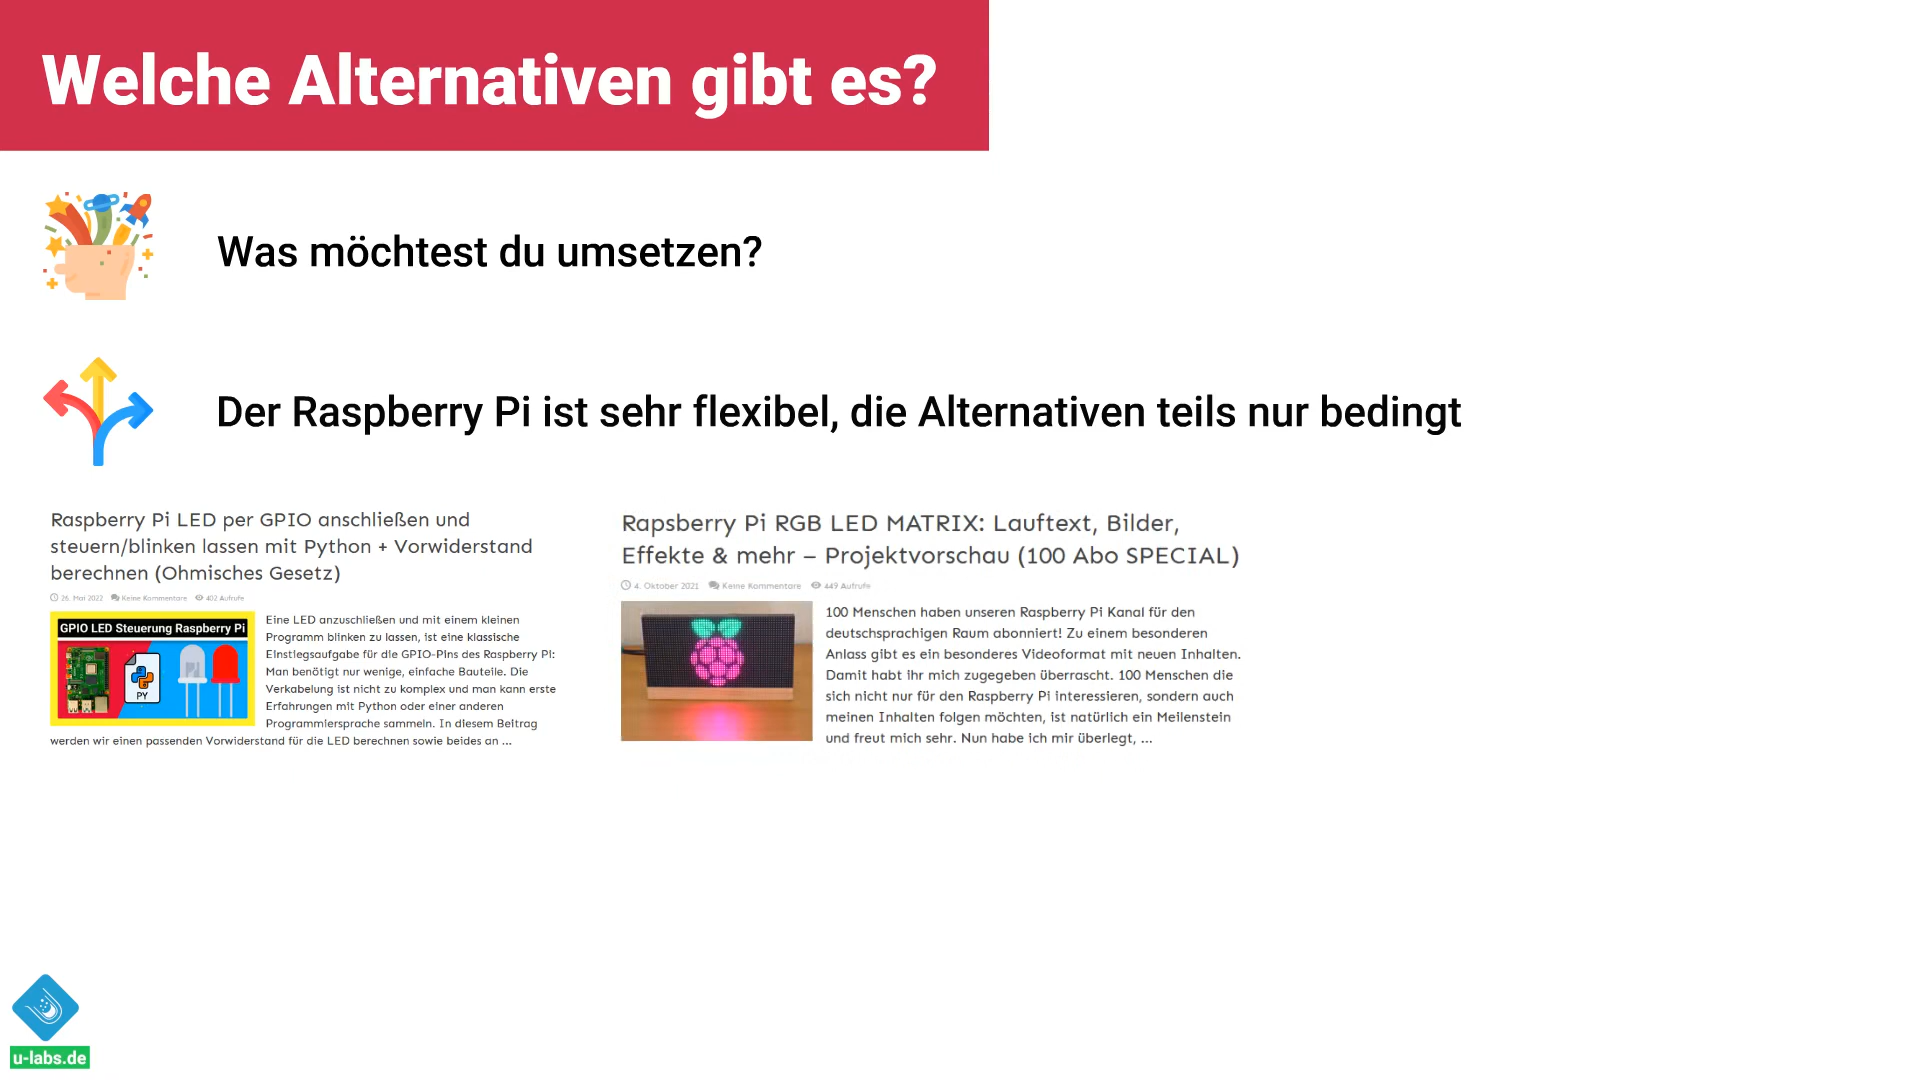 Welche Alternativen gibt es?
Was möchtest du umsetzen?
Der Raspberry Pi ist sehr flexibel, die Alternativen teils nur bedingt
Raspberry Pi LED per GPIO anschließen und
steuern/blinken lassen mit Python + Vorwiderstand
berechnen (Ohmisches Gesetz)
26. Mai 2022 Keine Kommentare 402 Aufrufe
GPIO LED Steuerung Raspberry Pi
PY
Eine LED anzuschließen und mit einem kleinen
Programm blinken zu lassen, ist eine klassische
Einstiegsaufgabe für die GPIO-Pins des Raspberry Pi:
Man benötigt nur wenige, einfache Bauteile. Die
Verkabelung ist nicht zu komplex und man kann erste
Erfahrungen mit Python oder einer anderen
Programmiersprache sammeln. In diesem Beitrag
werden wir einen passenden Vorwiderstand für die LED berechnen sowie beides an ...
Rapsberry Pi RGB LED MATRIX: Lauftext, Bilder,
Effekte & mehr – Projektvorschau (100 Abo SPECIAL)
4. Oktober 2021 Keine Kommentare 449 Aufrufe
100 Menschen haben unseren Raspberry Pi Kanal für den
deutschsprachigen Raum abonniert! Zu einem besonderen
Anlass gibt es ein besonderes Videoformat mit neuen Inhalten.
Damit habt ihr mich zugegeben überrascht. 100 Menschen die
sich nicht nur für den Raspberry Pi interessieren, sondern auch
meinen Inhalten folgen möchten, ist natürlich ein Meilenstein
und freut mich sehr. Nun habe ich mir überlegt, ...
u-labs.de